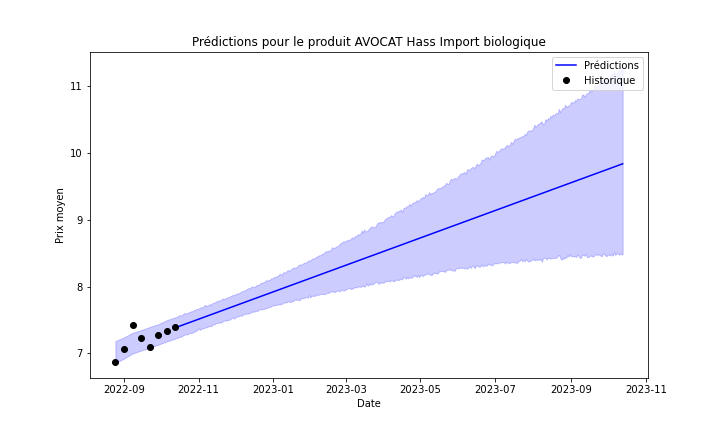 Prédictions pour le produit AVOCAT Hass Import biologique
Prédictions
Historique
11
10
9
8
7
Prix moyen
2022-09
2022-11
2023-01
2023-03
2023-05
2023-07
2023-09
2023-11
Date